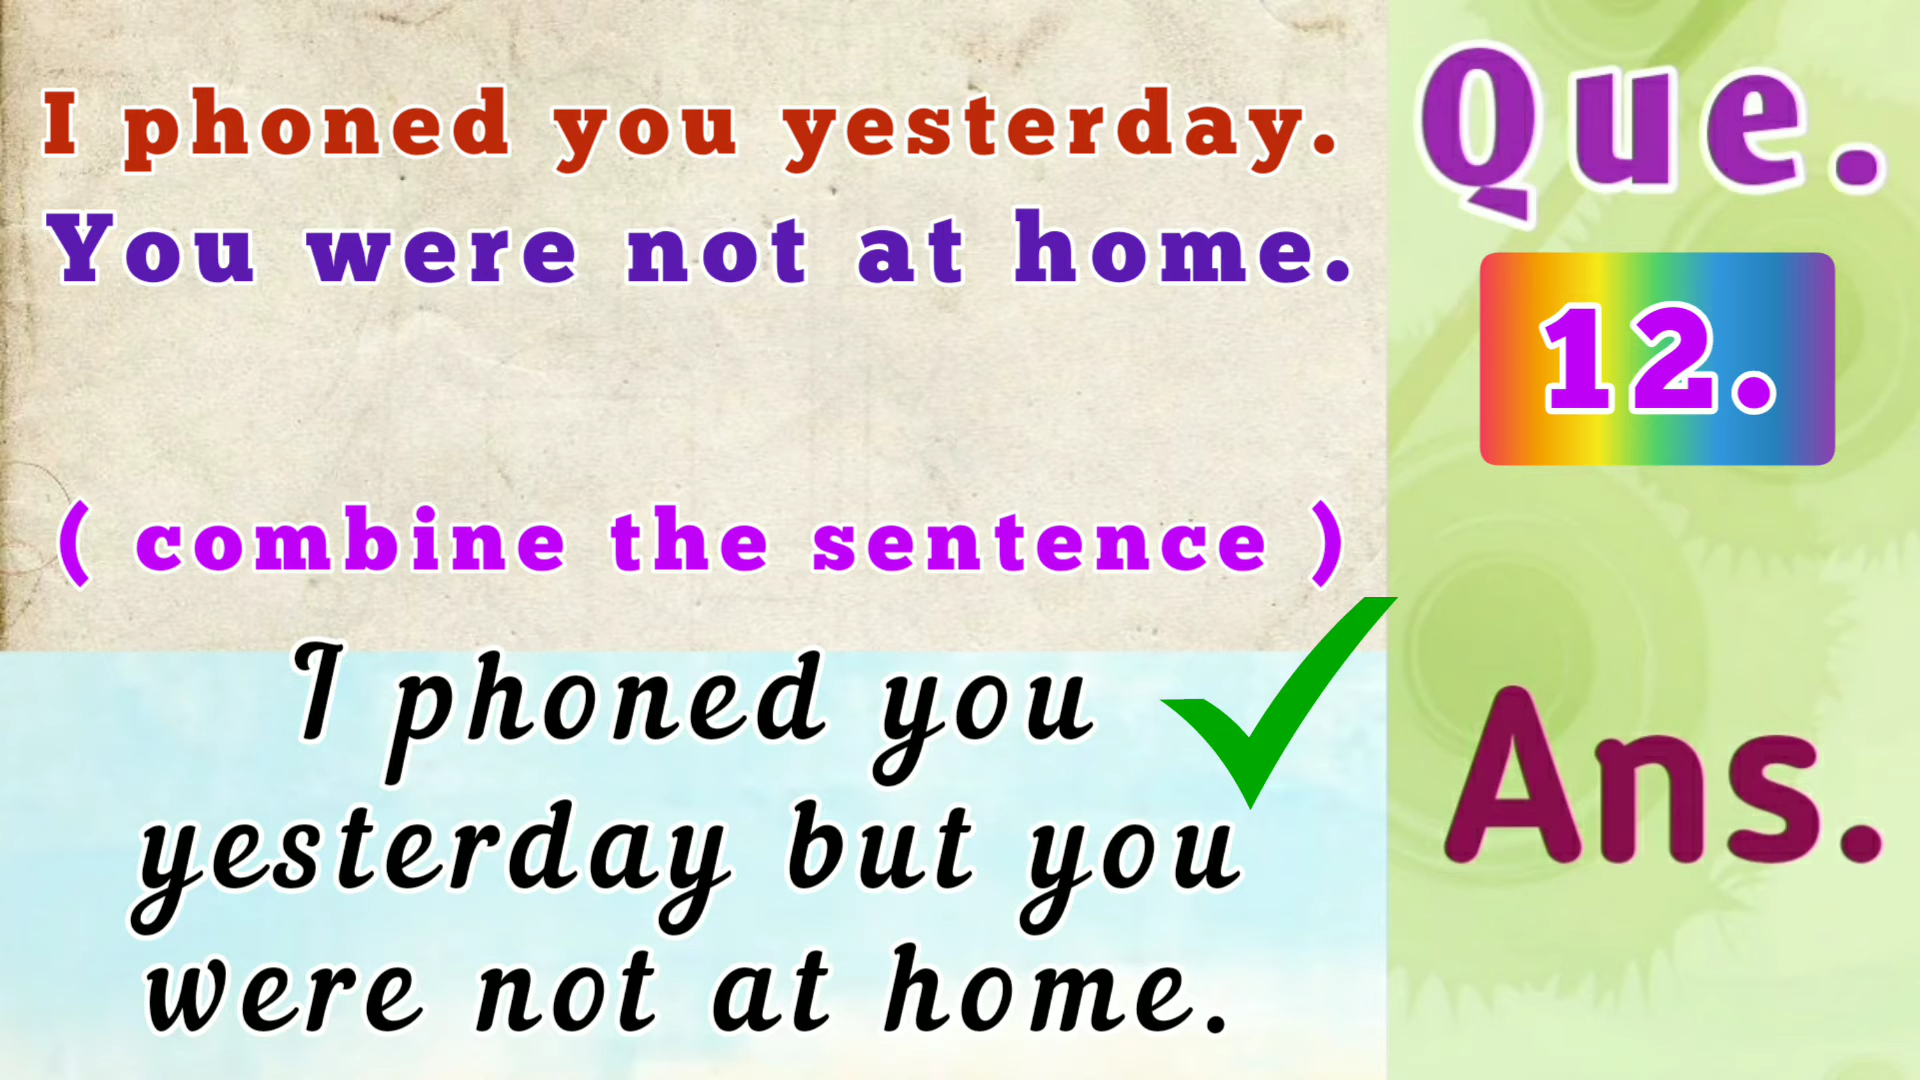 I phoned you yesterday.
You were not at home.
( combine the sentence )
Que.
12.
I phoned you
yesterday but you
were not at home.
Ans.